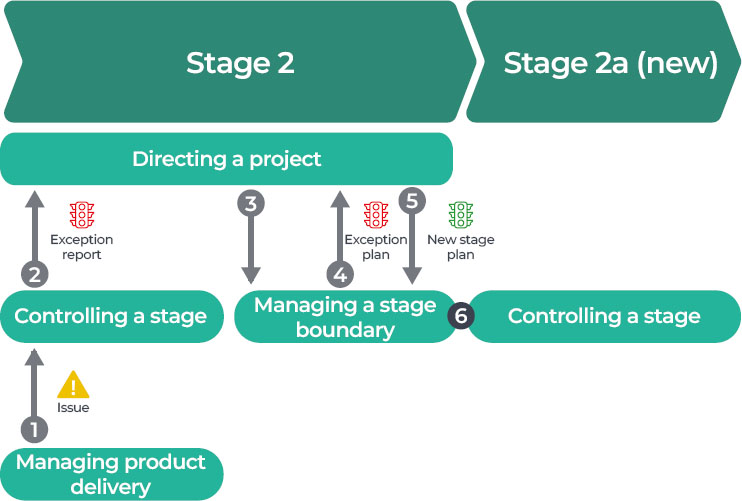 Stage 2
Stage 2a (new)
Directing a project
3
5
Exception
report
Exception
plan
New stage
plan
2
4
Controlling a stage
Managing a stage
boundary
6
Controlling a stage
!
Issue
1
Managing product
delivery